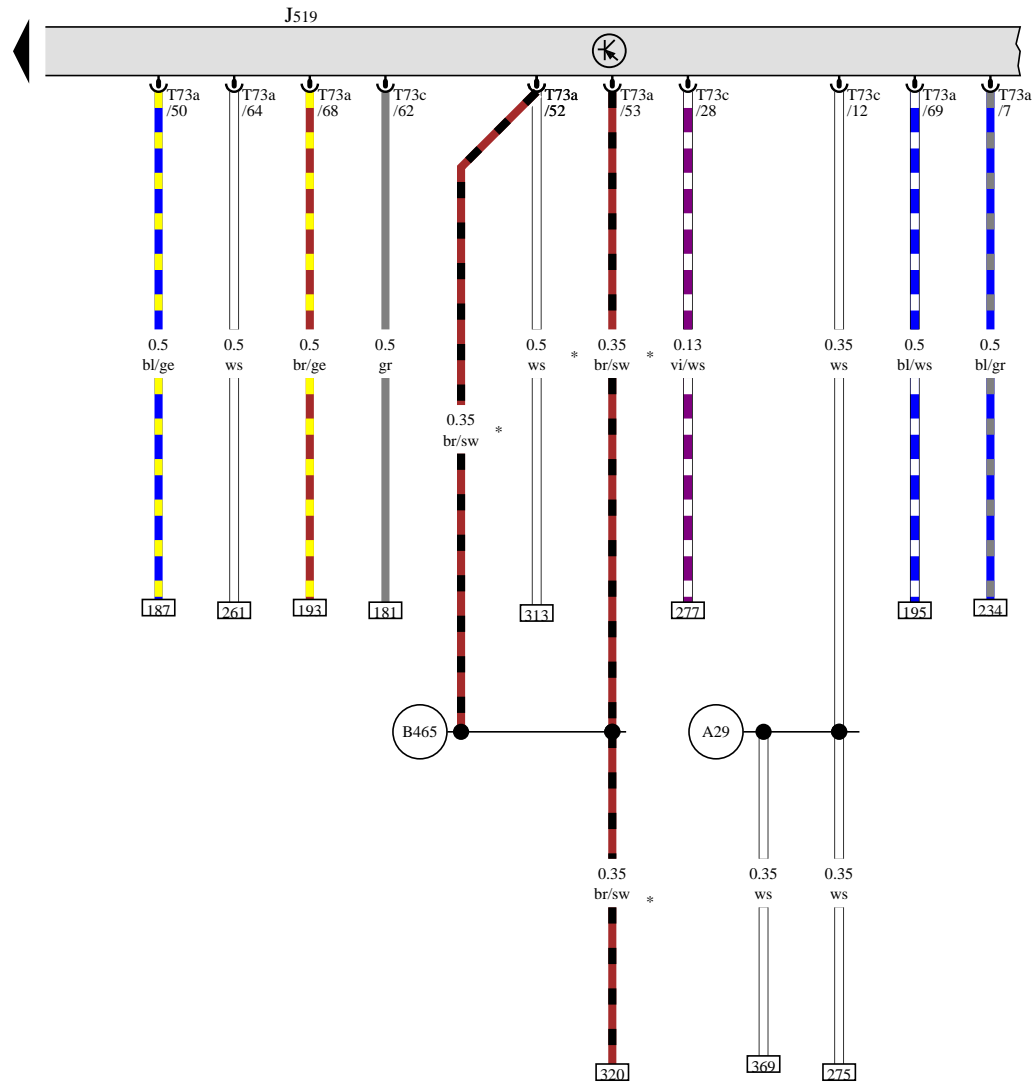 J519
T73a T73a T73a T73c T73a T73a T73c T73c T73a T73a
/50 /64 /68 /62 /52 /53 /28 /12 /69 /7
0.5 0.5 0.5 0.5 0.5 0.35 0.13 0.35 0.5 0.5
bl/ge ws br/ge gr ws * br/sw * vi/ws ws bl/ws bl/gr
0.35
br/sw *
187 261 193 181 313 277 195 234
B465 A29
0.35 0.35 0.35
br/sw * ws ws
320 369 275